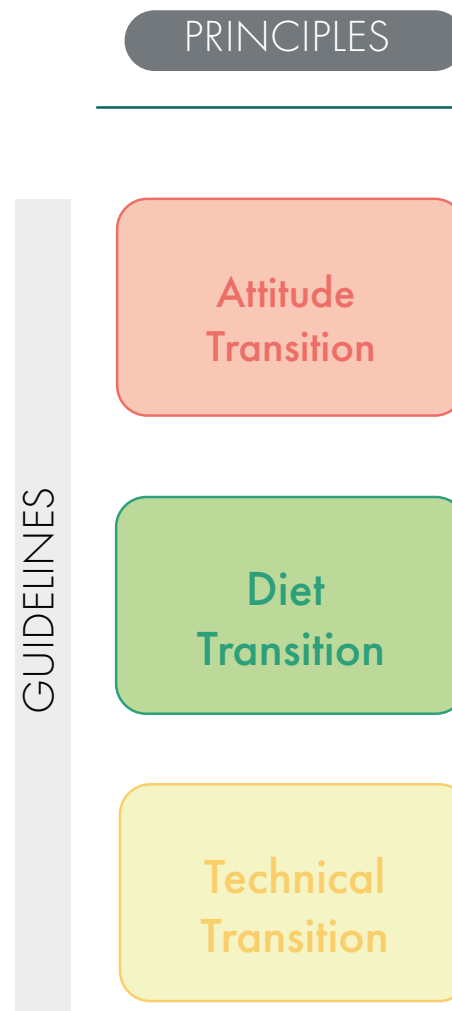 PRINCIPLES
GUIDELINES
Attitude
Transition
Diet
Transition
Technical
Transition